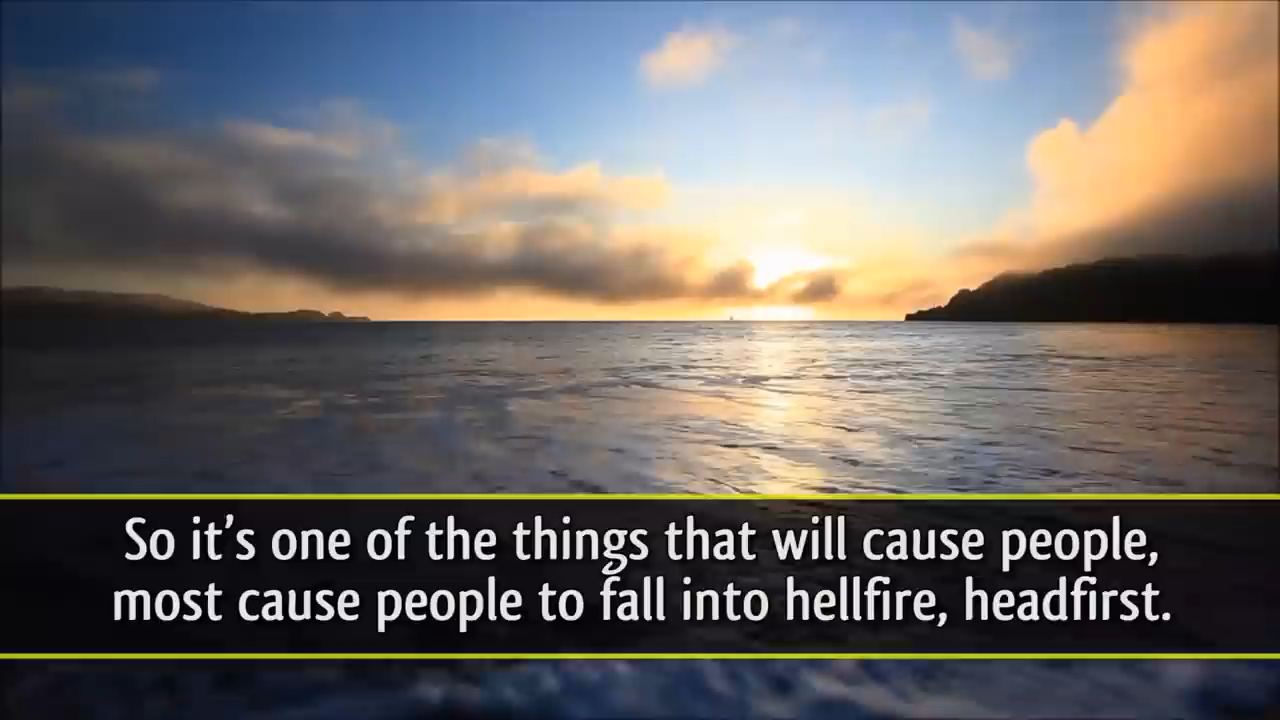 So it’s one of the things that will cause people,
most cause people to fall into hellfire, headfirst.